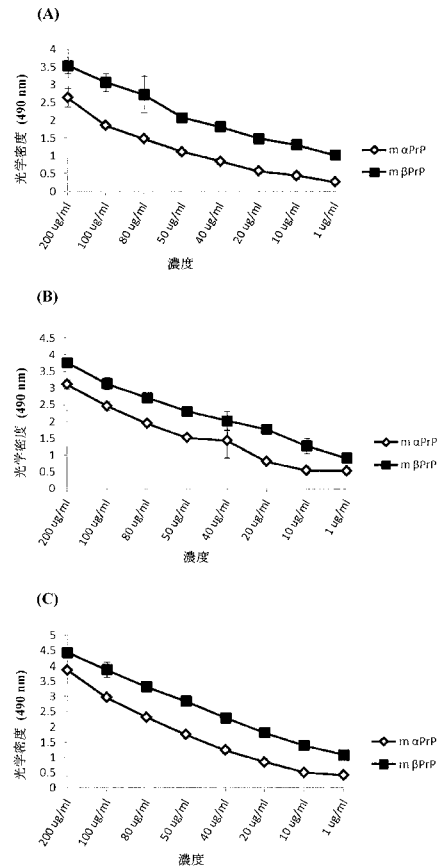 (A)
光学密度 (490 nm)
4
3.5
3
2.5
2
1.5
1
0.5
0
200 ug/ml
100 ug/ml
80 ug/ml
50 ug/ml
40 ug/ml
20 ug/ml
10 ug/ml
1 ug/ml
濃度
m αPrP
m βPrP
(B)
光学密度 (490 nm)
4.5
4
3.5
3
2.5
2
1.5
1
0.5
0
200 ug/ml
100 ug/ml
80 ug/ml
50 ug/ml
40 ug/ml
20 ug/ml
10 ug/ml
1 ug/ml
濃度
m αPrP
m βPrP
(C)
光学密度 (490 nm)
5
4.5
4
3.5
3
2.5
2
1.5
1
0.5
0
200 ug/ml
100 ug/ml
80 ug/ml
50 ug/ml
40 ug/ml
20 ug/ml
10 ug/ml
1 ug/ml
濃度
m αPrP
m βPrP